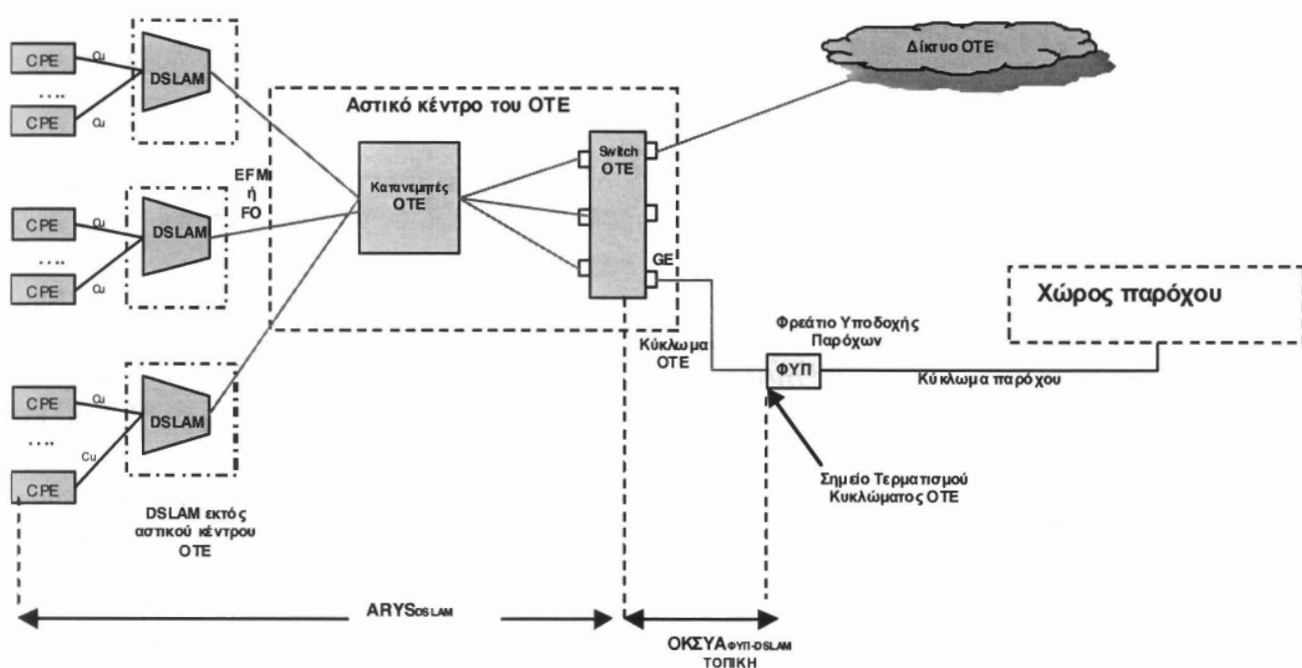 CPE
Cu
....
CPE
Cu
DSLAM
Δίκτυο ΟΤΕ
Αστικό κέντρο του ΟΤΕ
EFM
ή
FO
Κατανεμητές
ΟΤΕ
Switch
ΟΤΕ
GE
CPE
Cu
....
CPE
Cu
DSLAM
Χώρος παρόχου
Φρεάτιο Υποδοχής
Παρόχων
Κύκλωμα
ΟΤΕ
ΦΥΠ
Κύκλωμα παρόχου
CPE
Cu
....
CPE
Cu
DSLAM
Σημείο Τερματισμού
Κυκλώματος ΟΤΕ
DSLAM εκτός
αστικού κέντρου
ΟΤΕ
ARYSDSLAM
ΟΚΣΥΑΦΥΠ-DSLAM
ΤΟΠΙΚΗ